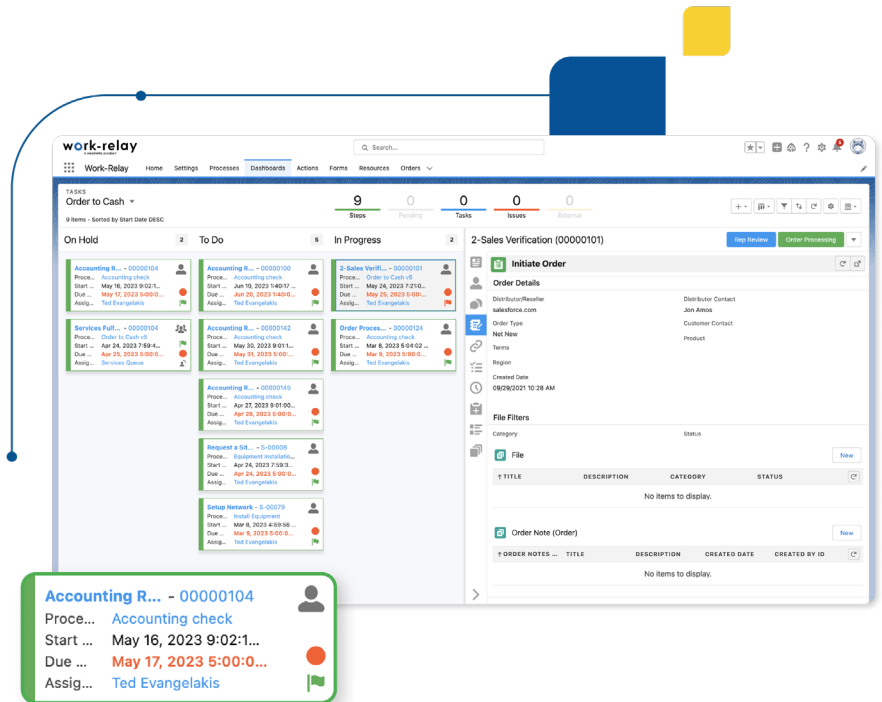 work-relay
Search...
Work-Relay Home Settings Processes Dashboards Actions Forms Resources Orders
TASKS
Order to Cash
9 items - Sorted by Start Date DESC
9 Steps
0 Pending
0 Tasks
0 Issues
0 External
On Hold 2
Accounting R... - 00000104
Proce... Accounting check
Start ... May 16, 2023 9:02:1...
Due ... May 17, 2023 5:00:0...
Assig... Ted Evangelakis
Services Fulf... - 00000104
Proce... Order to Cash v5
Start ... Apr 24, 2023 7:59:4...
Due ... Apr 25, 2023 5:00:0...
Assig... Services Queue
To Do 5
Accounting R... - 00000100
Proce... Accounting check
Start ... Jun 19, 2023 1:40:17 ...
Due ... Jun 20, 2023 1:40:0...
Assig... Ted Evangelakis
Accounting R... - 00000142
Proce... Accounting check
Start ... May 30, 2023 9:01:1...
Due ... May 31, 2023 5:00:0...
Assig... Ted Evangelakis
Accounting R... - 00000145
Proce... Accounting check
Start ... Apr 27, 2023 9:01:00...
Due ... Apr 28, 2023 5:00:0...
Assig... Ted Evangelakis
Request a Sit... - S-00008
Proce... Equipment Installatio...
Start ... Apr 24, 2023 7:59:3...
Due ... Apr 24, 2023 5:00:0...
Assig... Ted Evangelakis
Setup Network - S-00079
Proce... Install Equipment
Start ... Mar 8, 2023 4:59:56 ...
Due ... Mar 9, 2023 5:00:0...
Assig... Ted Evangelakis
In Progress 2
2-Sales Verifi... - 00000101
Proce... Order to Cash v5
Start ... May 24, 2023 7:21:0...
Due ... May 25, 2023 5:00:0...
Assig... Ted Evangelakis
Order Proces... - 00000124
Proce... Accounting check
Start ... Mar 8, 2023 5:04:02 ...
Due ... Mar 9, 2023 5:00:0...
Assig... Ted Evangelakis
2-Sales Verification (00000101)
Rep Review
Order Processing
Initiate Order
Order Details
Distributor/Reseller
salesforce.com
Distributor Contact
Jon Amos
Order Type
Net New
Customer Contact
Terms
Product
Region
Created Date
09/29/2021 10:28 AM
File Filters
Category Status
File New
TITLE DESCRIPTION CATEGORY STATUS
No items to display.
Order Note (Order) New
ORDER NOTES ... TITLE DESCRIPTION CREATED DATE CREATED BY ID
No items to display.
Accounting R... - 00000104
Proce... Accounting check
Start ... May 16, 2023 9:02:1...
Due ... May 17, 2023 5:00:0...
Assig... Ted Evangelakis